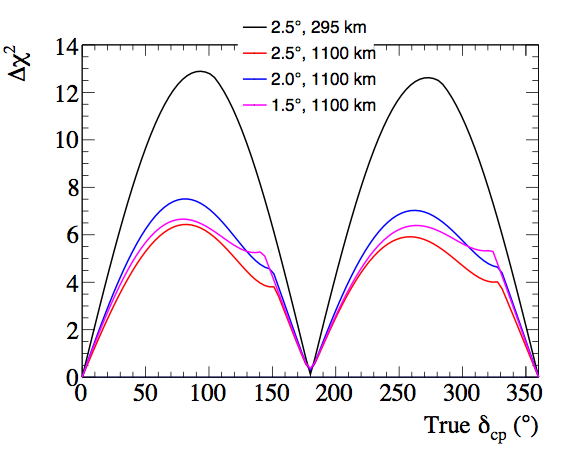 2.5°, 295 km
2.5°, 1100 km
2.0°, 1100 km
1.5°, 1100 km
Δχ²
14
12
10
8
6
4
2
0
0 50 100 150 200 250 300 350
True δcp (°)